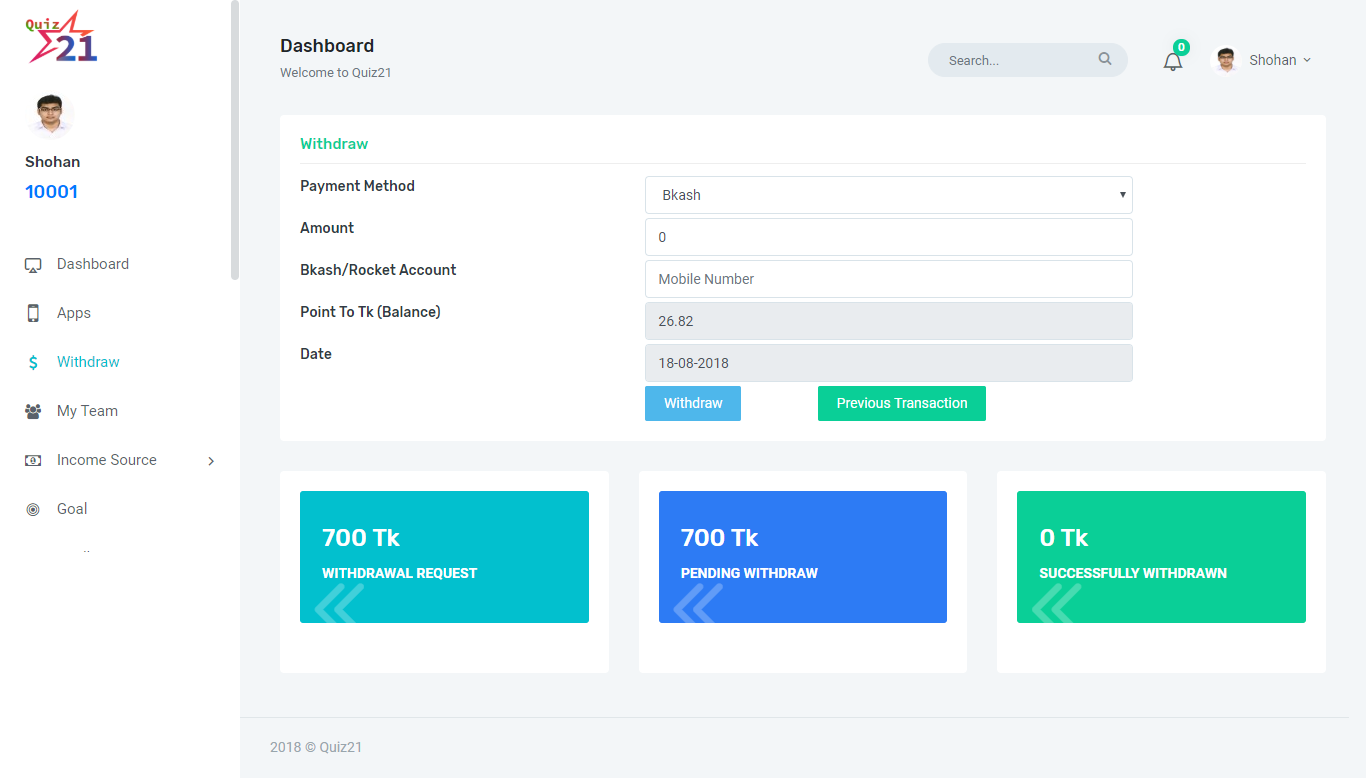 Quiz
21
Shohan
10001
Dashboard
Apps
Withdraw
My Team
Income Source
Goal
Dashboard
Welcome to Quiz21
Search...
0
Shohan
Withdraw
Payment Method
Bkash
Amount
0
Bkash/Rocket Account
Mobile Number
Point To Tk (Balance)
26.82
Date
18-08-2018
Withdraw
Previous Transaction
700 Tk
WITHDRAWAL REQUEST
700 Tk
PENDING WITHDRAW
0 Tk
SUCCESSFULLY WITHDRAWN
2018 © Quiz21